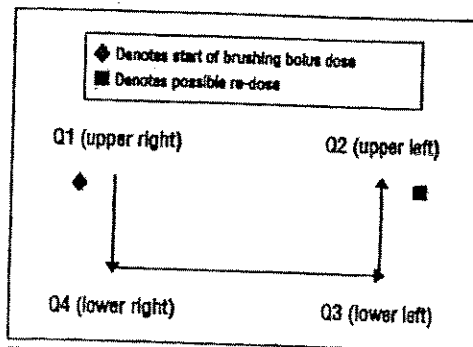 ◆ Denotes start of brushing bolus dose
■ Denotes possible re-dose
Q1 (upper right) Q2 (upper left)
Q4 (lower right) Q3 (lower left)